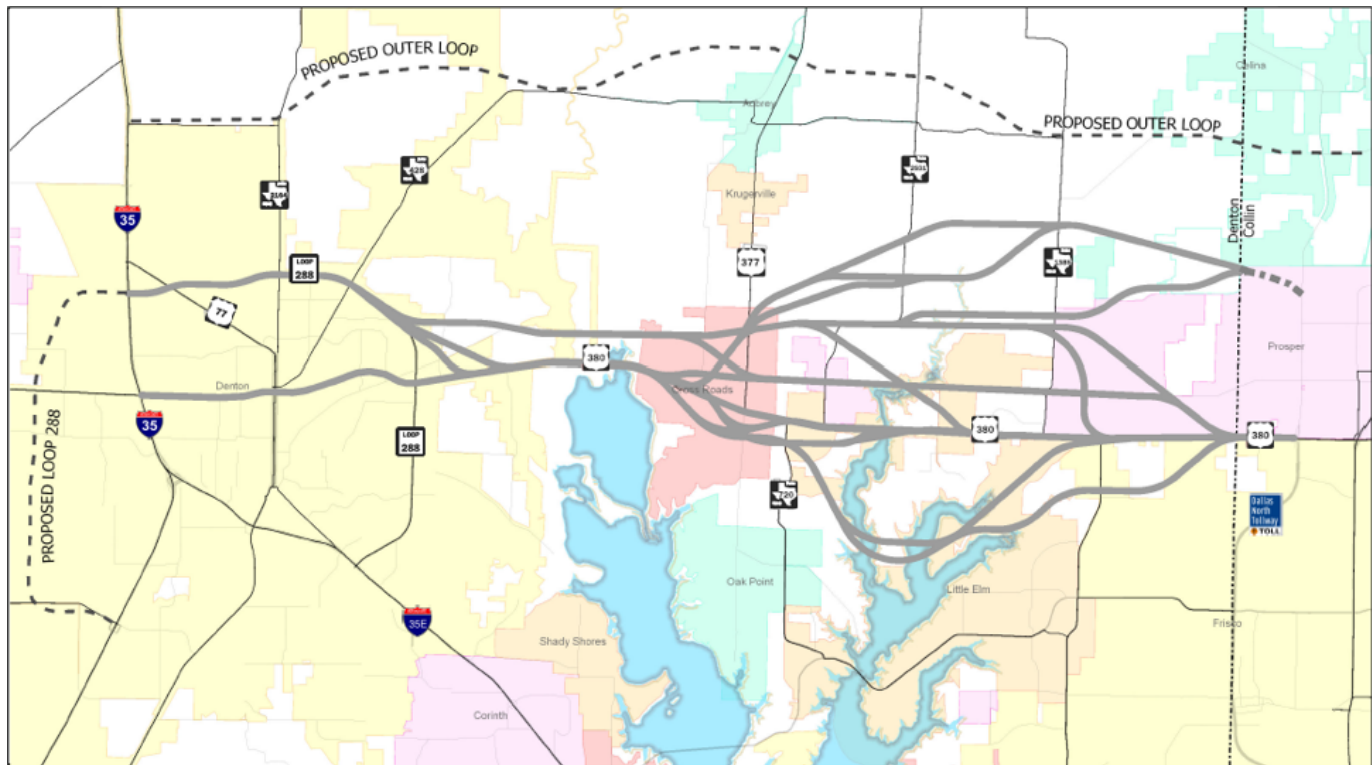 PROPOSED OUTER LOOP
Celina
Aubrey
PROPOSED OUTER LOOP
428
2931
2164
Krugerville
35
Denton
Collin
377
1385
LOOP
288
77
Prosper
380
Denton
Cross Roads
380
380
35
LOOP
288
PROPOSED LOOP 288
720
Dallas
North
Tollway
TOLL
Oak Point
Little Elm
35E
Frisco
Shady Shores
Corinth